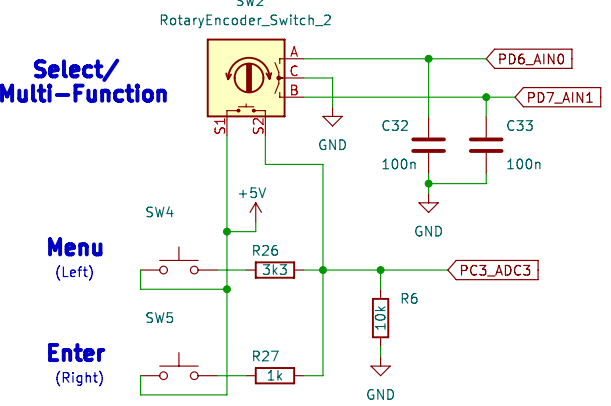 SW2
RotaryEncoder_Switch_2
Select/
Multi-Function
A
C
B
S1
S2
PD6_AIN0
PD7_AIN1
GND
C32
100n
C33
100n
GND
+5V
SW4
Menu
(Left)
R26
3k3
PC3_ADC3
R6
10k
SW5
Enter
(Right)
R27
1k
GND